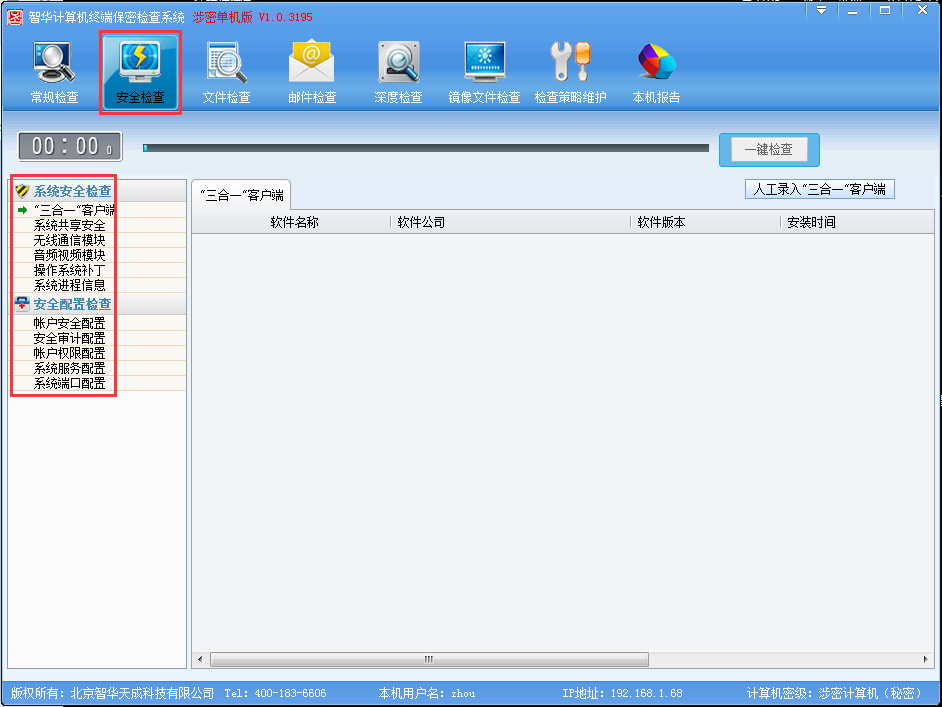 智华计算机终端保密检查系统 涉密单机版 V1.0.3195
常规检查 安全检查 文件检查 邮件检查 深度检查 镜像文件检查 检查策略维护 本机报告
00:00 0
一键检查
系统安全检查
“三合一“客户端
系统共享安全
无线通信模块
音频视频模块
操作系统补丁
系统进程信息
安全配置检查
帐户安全配置
安全审计配置
帐户权限配置
系统服务配置
系统端口配置
“三合一“客户端
人工录入“三合一“客户端
软件名称 软件公司 软件版本 安装时间
版权所有：北京智华天成科技有限公司 Tel: 400-183-6606 本机用户名: zhou IP地址: 192.168.1.68 计算机密级: 涉密计算机（秘密）